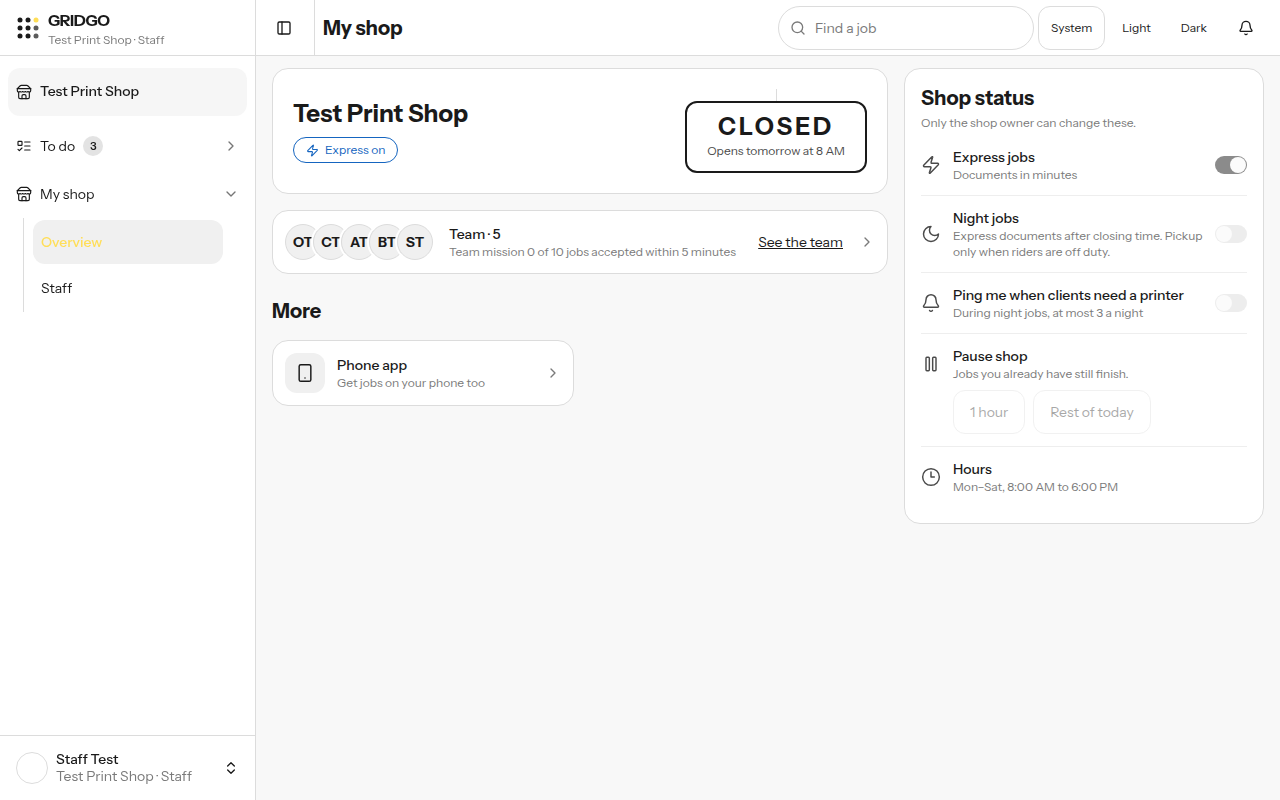 GRIDGO
Test Print Shop · Staff
Test Print Shop
To do 3
My shop
Overview
Staff
Staff Test
Test Print Shop · Staff
My shop
Find a job
System
Light
Dark
Test Print Shop
Express on
CLOSED
Opens tomorrow at 8 AM
OT CT AT BT ST
Team · 5
Team mission 0 of 10 jobs accepted within 5 minutes
See the team
More
Phone app
Get jobs on your phone too
Shop status
Only the shop owner can change these.
Express jobs
Documents in minutes
Night jobs
Express documents after closing time. Pickup
only when riders are off duty.
Ping me when clients need a printer
During night jobs, at most 3 a night
Pause shop
Jobs you already have still finish.
1 hour
Rest of today
Hours
Mon–Sat, 8:00 AM to 6:00 PM